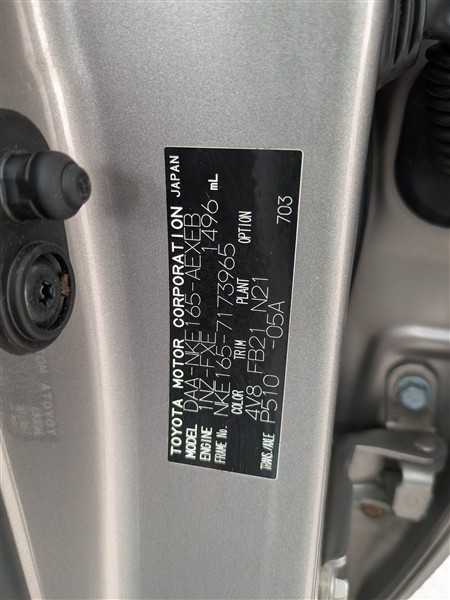 TOYOTA MOTOR CORPORATION JAPAN
MODEL DAA-NKE165-AEXEB
ENGINE 1NZ-FXE 1496 mL
FRAME No. NKE165-7173965
COLOR TRIM PLANT OPTION
4V8 FB21 N21 703
TRANS./AXLE P510 -05A